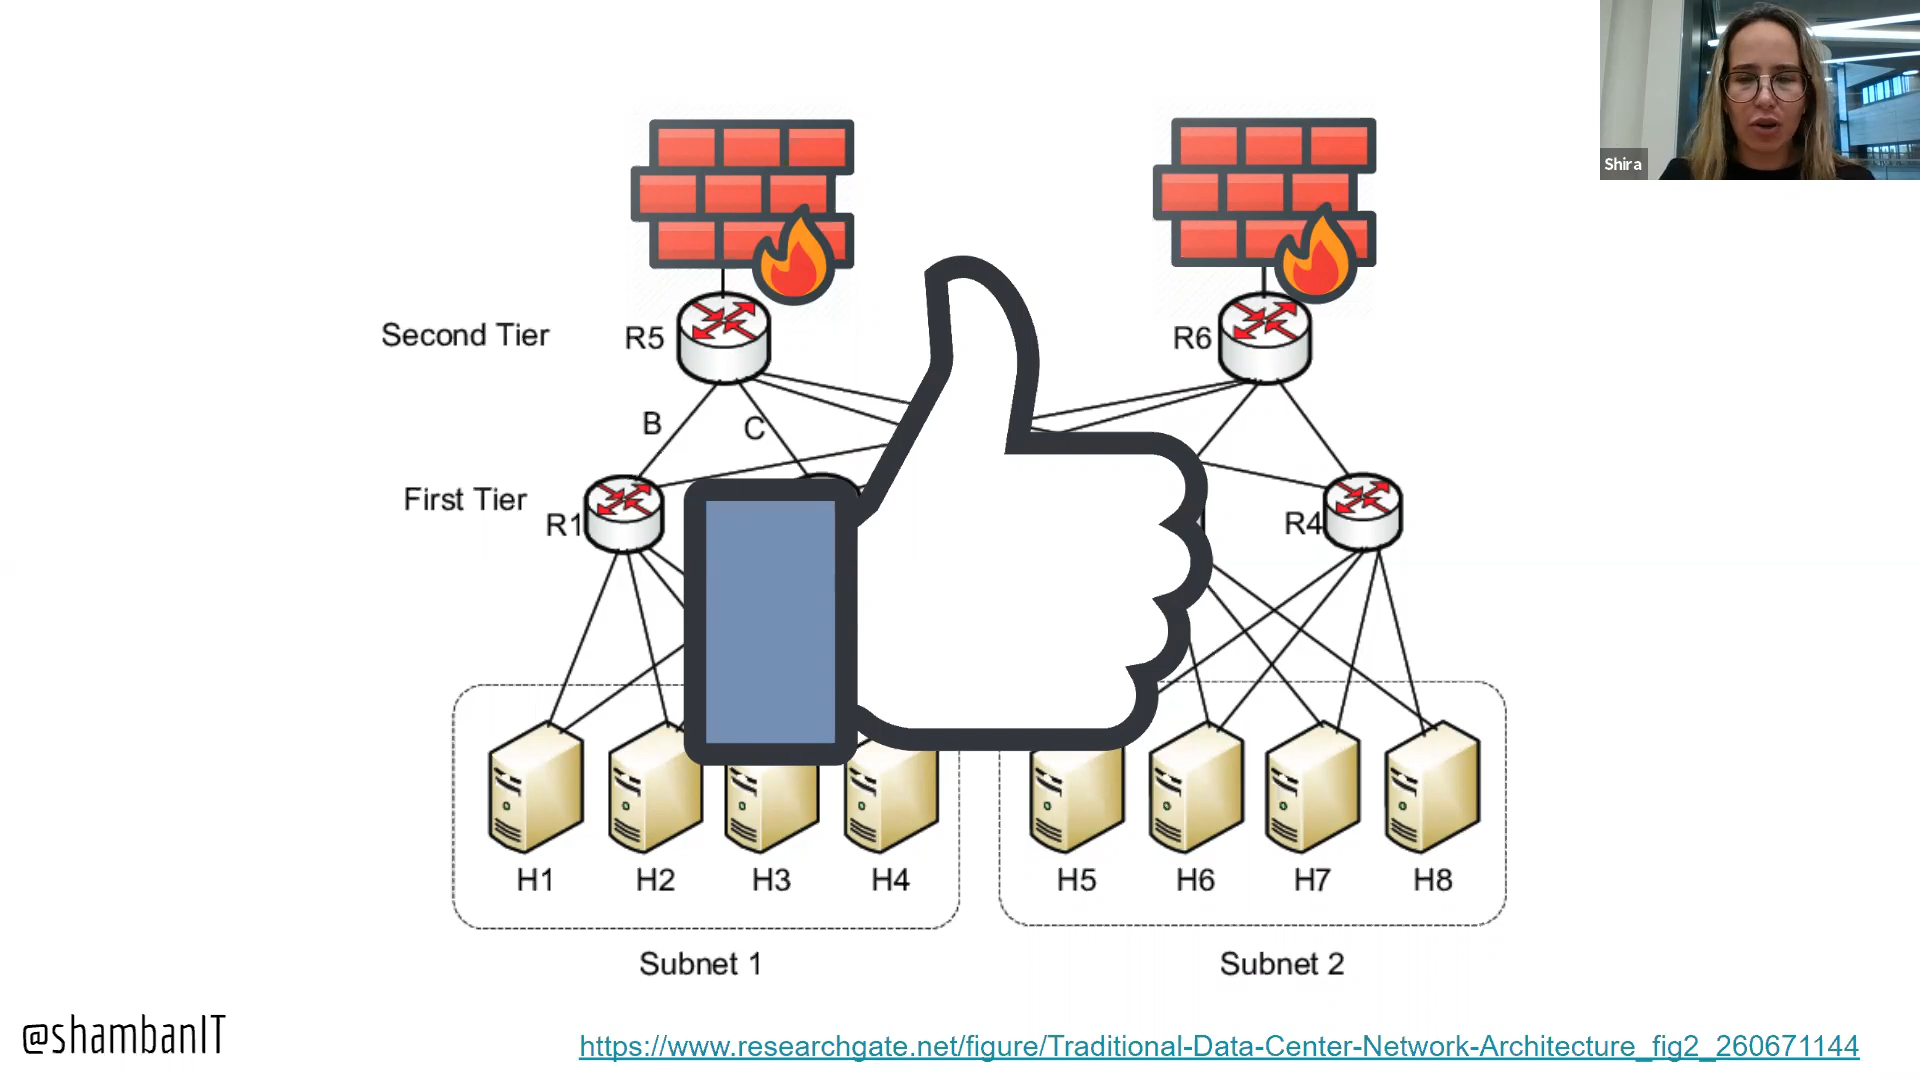 Shira
Second Tier
R5
R6
B
C
First Tier
R1
R4
H1
H2
H3
H4
H5
H6
H7
H8
Subnet 1
Subnet 2
@shambanIT
https://www.researchgate.net/figure/Traditional-Data-Center-Network-Architecture_fig2_260671144